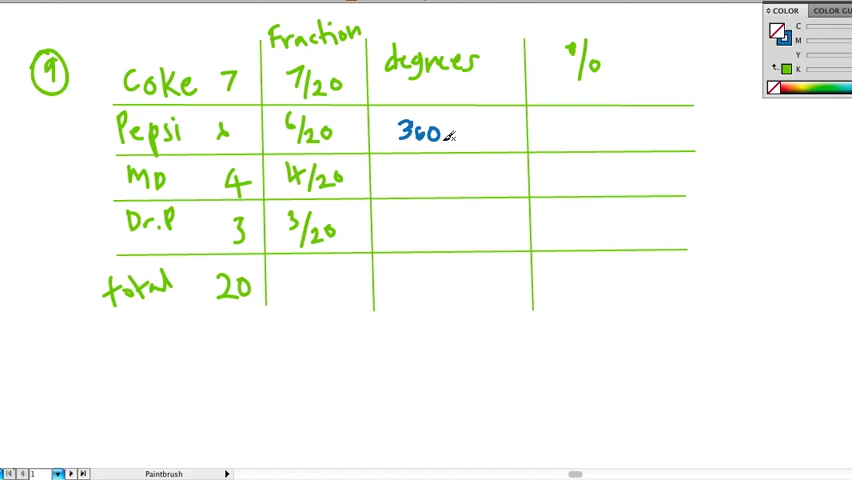 COLOR COLOR GU
C
M
Y
K
9
Fraction degrees %
Coke 7 7/20
Pepsi 6 6/20 360
MD 4 4/20
Dr.P 3 3/20
total 20
1 Paintbrush